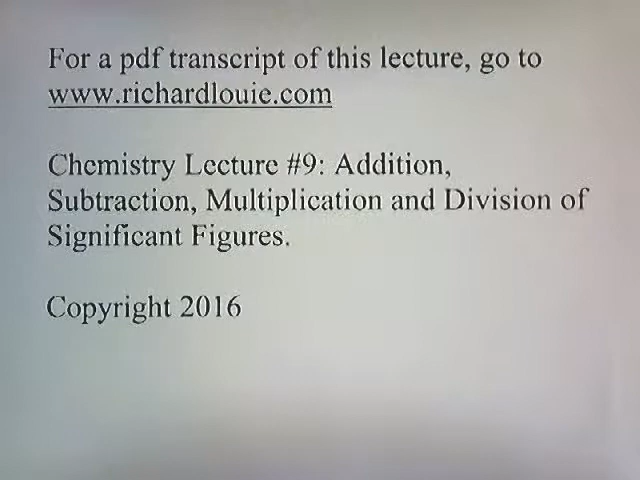 For a pdf transcript of this lecture, go to
www.richardlouie.com
Chemistry Lecture #9: Addition,
Subtraction, Multiplication and Division of
Significant Figures.
Copyright 2016